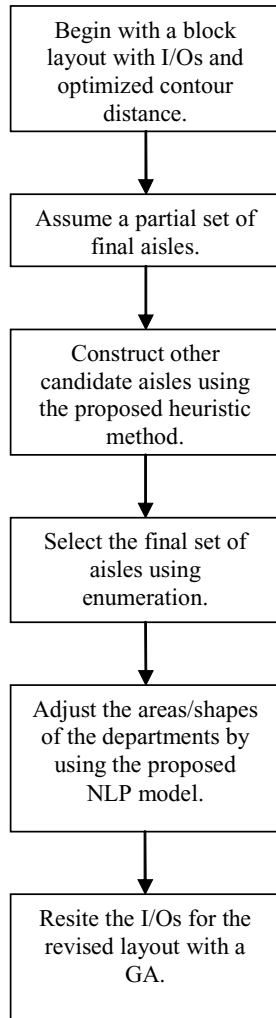 Begin with a block
layout with I/Os and
optimized contour
distance.
Assume a partial set of
final aisles.
Construct other
candidate aisles using
the proposed heuristic
method.
Select the final set of
aisles using
enumeration.
Adjust the areas/shapes
of the departments by
using the proposed
NLP model.
Resite the I/Os for the
revised layout with a
GA.